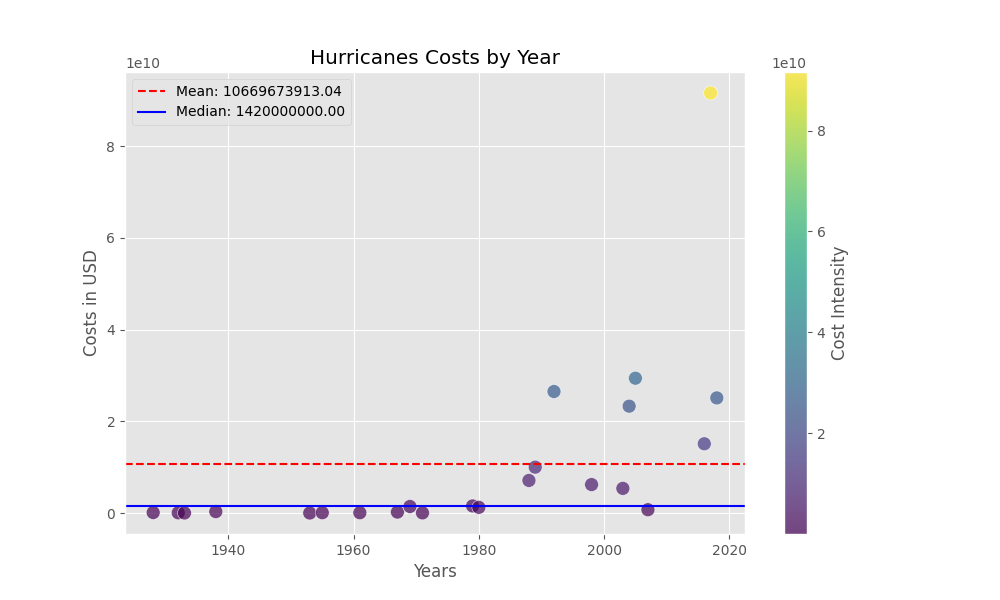 Hurricanes Costs by Year
1e10
1e10
Mean: 10669673913.04
Median: 1420000000.00
8
6
4
2
0
8
6
4
2
Costs in USD
Cost Intensity
1940
1960
1980
2000
2020
Years